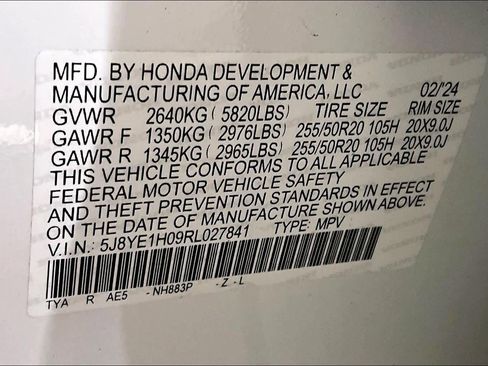 MFD. BY HONDA DEVELOPMENT &
MANUFACTURING OF AMERICA, LLC 02/'24
GVWR 2640KG ( 5820LBS) TIRE SIZE RIM SIZE
GAWR F 1350KG ( 2976LBS) 255/50R20 105H 20X9.0J
GAWR R 1345KG ( 2965LBS) 255/50R20 105H 20X9.0J
THIS VEHICLE CONFORMS TO ALL APPLICABLE
FEDERAL MOTOR VEHICLE SAFETY
AND THEFT PREVENTION STANDARDS IN EFFECT
ON THE DATE OF MANUFACTURE SHOWN ABOVE.
V.I.N.: 5J8YE1H09RL027841 TYPE: MPV
TYA R AE5 -NH883P -Z-L